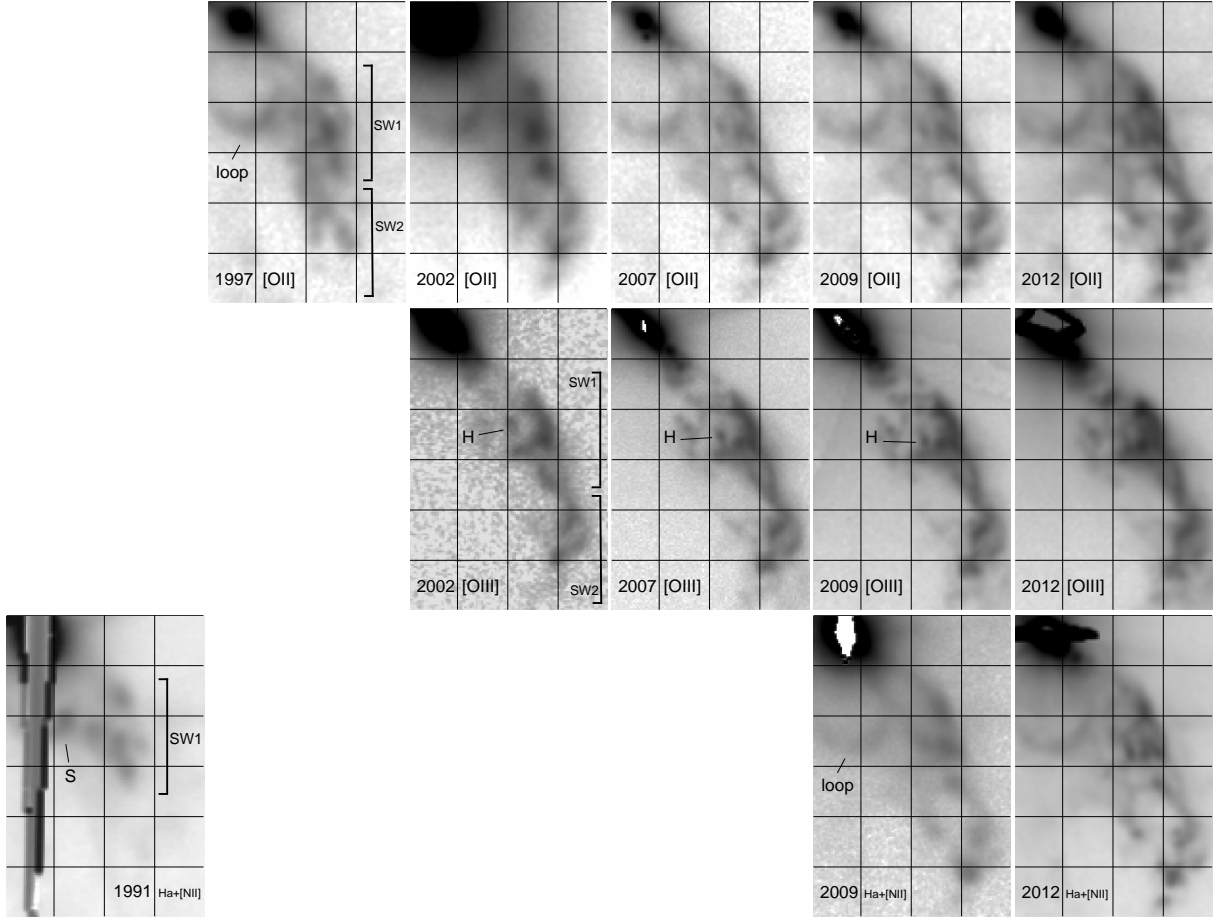 SW1
loop
SW2
1997 [OII]
2002 [OII]
2007 [OII]
2009 [OII]
2012 [OII]
SW1
H
H
H
2002 [OIII]
SW2
2007 [OIII]
2009 [OIII]
2012 [OIII]
SW1
S
loop
1991 Ha+[NII]
2009 Ha+[NII]
2012 Ha+[NII]